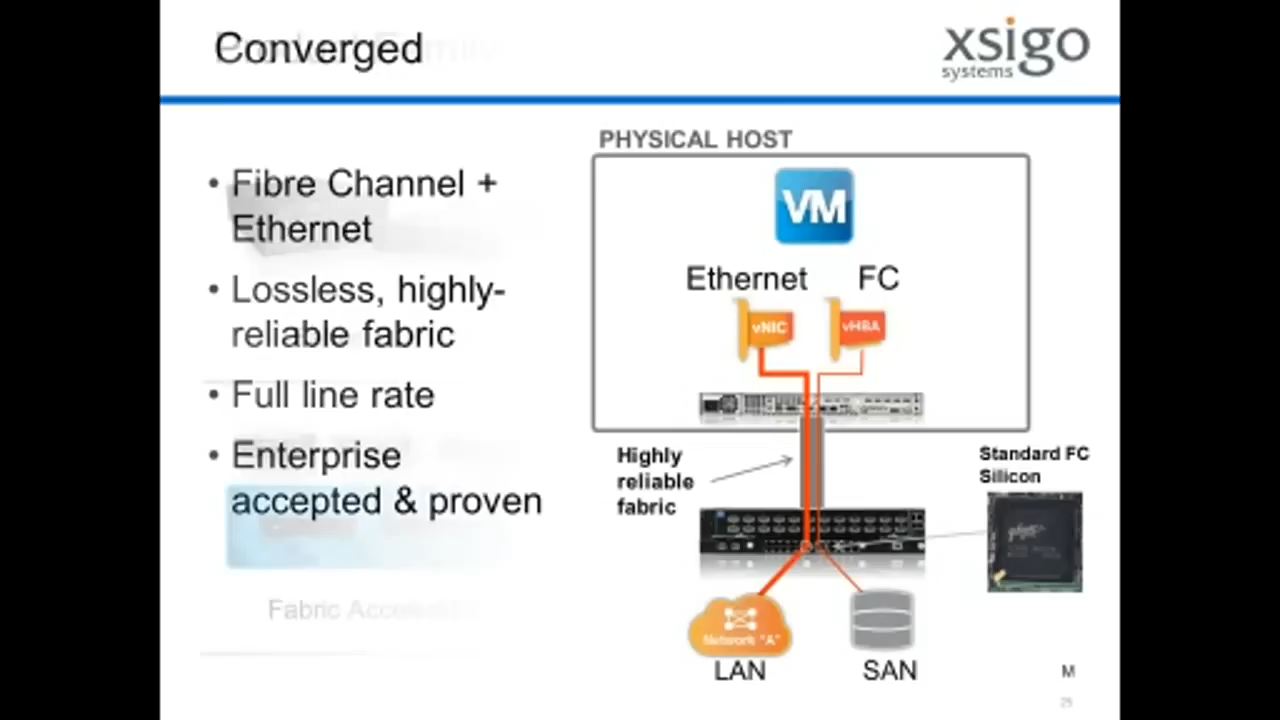 Converged
xsigo
systems
• Fibre Channel +
Ethernet
• Lossless, highly-
reliable fabric
• Full line rate
• Enterprise
accepted & proven
PHYSICAL HOST
VM
Ethernet FC
vNIC vHBA
Highly
reliable
fabric
Standard FC
Silicon
Network "A"
LAN SAN
M